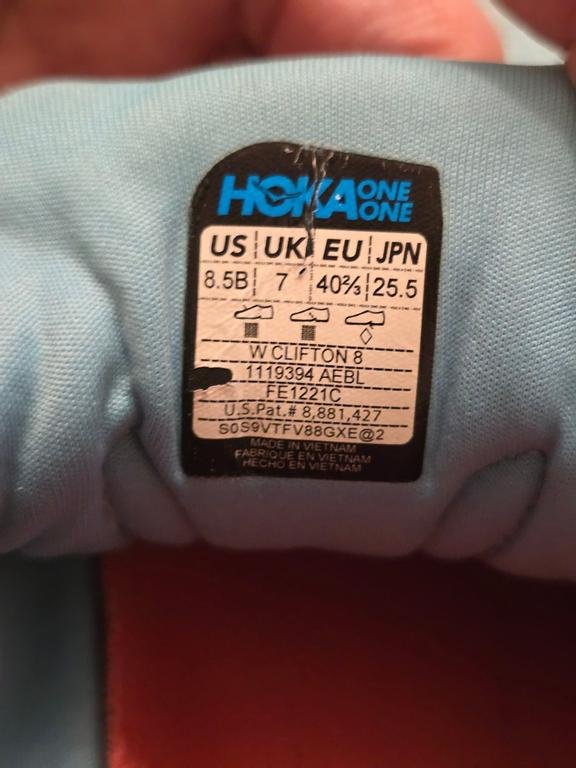 HOKA ONE ONE
US UK EU JPN
8.5B 7 40⅔ 25.5
W CLIFTON 8
1119394 AEBL
FE1221C
U.S.Pat.# 8,881,427
S0S9VTFV88GXE@2
MADE IN VIETNAM
FABRIQUE EN VIETNAM
HECHO EN VIETNAM